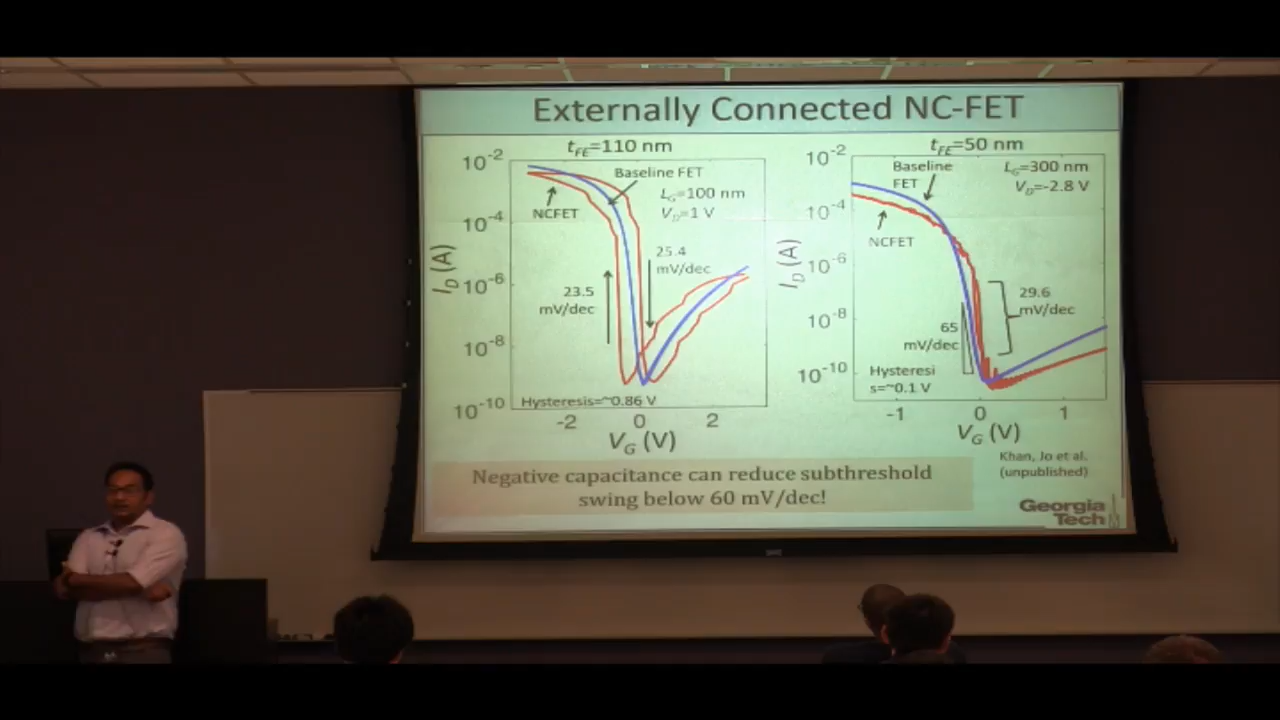 Externally Connected NC-FET
t_FE=110 nm
10^-2
10^-4
10^-6
10^-8
10^-10
I_D (A)
Baseline FET
NCFET
L_G=100 nm
V_D=1 V
25.4
mV/dec
23.5
mV/dec
Hysteresis=~0.86 V
-2
0
2
V_G (V)
t_FE=50 nm
10^-2
10^-4
10^-6
10^-8
10^-10
I_D (A)
Baseline
FET
NCFET
L_G=300 nm
V_D=-2.8 V
29.6
mV/dec
65
mV/dec
Hysteresi
s=~0.1 V
-1
0
1
V_G (V)
Khan, Jo et al.
(unpublished)
Negative capacitance can reduce subthreshold
swing below 60 mV/dec!
Georgia
Tech